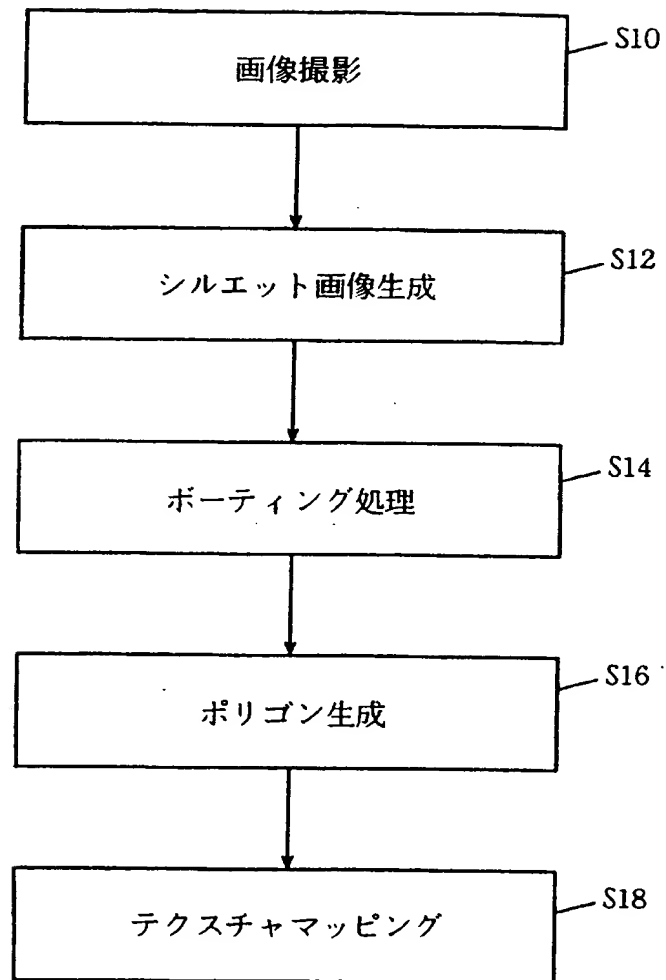 画像撮影
S10
シルエット画像生成
S12
ボーティング処理
S14
ポリゴン生成
S16
テクスチャマッピング
S18